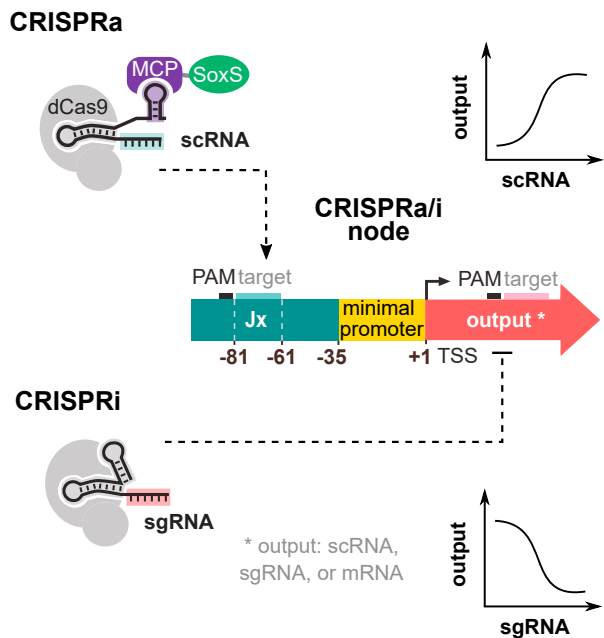 CRISPRa
MCP
SoxS
dCas9
scRNA
output
scRNA
CRISPRa/i
node
PAM target
PAM target
Jx
minimal
promoter
output *
-81
-61
-35
+1 TSS
CRISPRi
sgRNA
* output: scRNA,
sgRNA, or mRNA
output
sgRNA